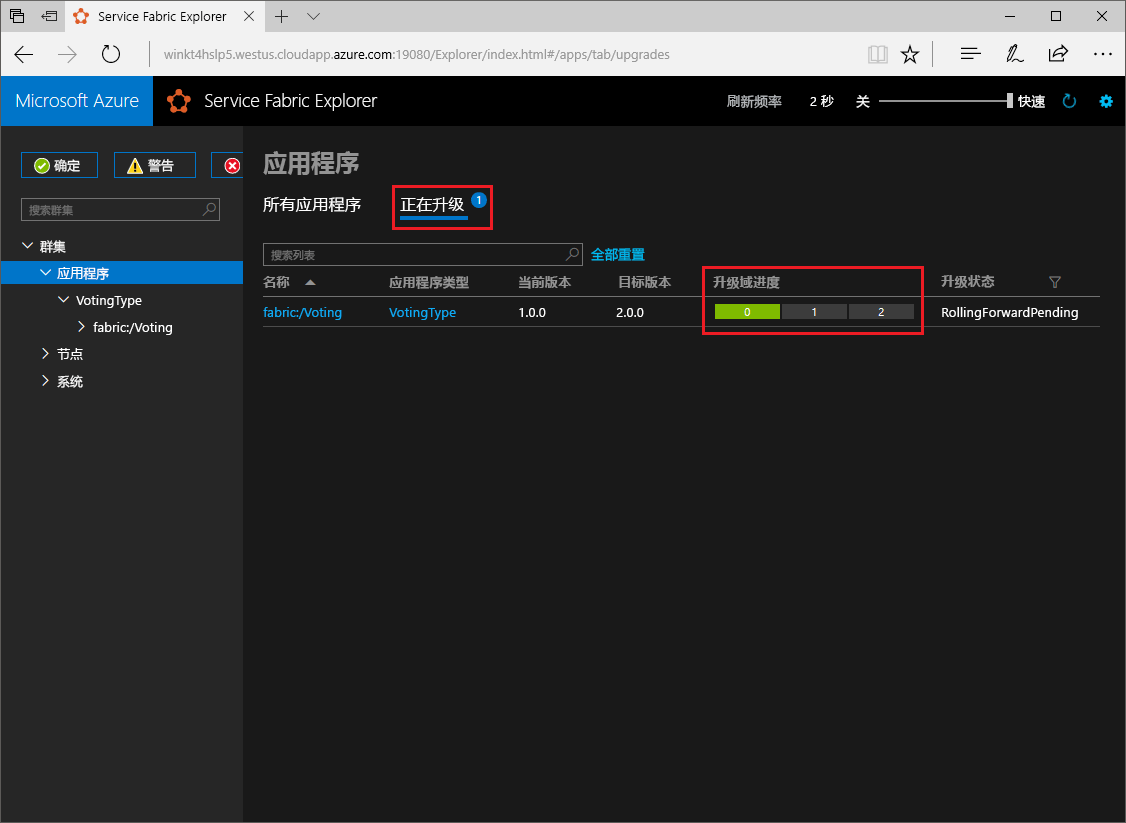 Service Fabric Explorer
winkt4hslp5.westus.cloudapp.azure.com:19080/Explorer/index.html#/apps/tab/upgrades
Microsoft Azure Service Fabric Explorer 刷新频率 2 秒 关 快速
确定 警告
搜索群集
群集
应用程序
VotingType
fabric:/Voting
节点
系统
应用程序
所有应用程序 正在升级 1
搜索列表 全部重置
名称 应用程序类型 当前版本 目标版本 升级域进度 升级状态
fabric:/Voting VotingType 1.0.0 2.0.0 0 1 2 RollingForwardPending